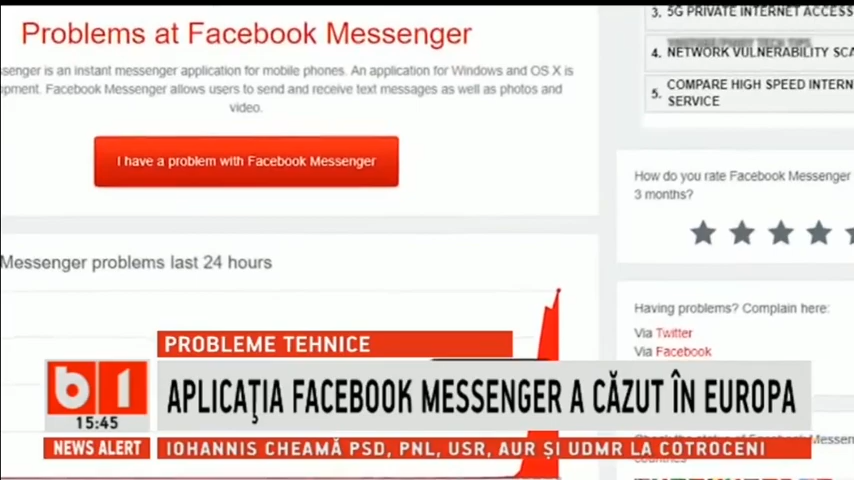 Problems at Facebook Messenger
senger is an instant messenger application for mobile phones. An application for Windows and OS X is
opment. Facebook Messenger allows users to send and receive text messages as well as photos and
video.
I have a problem with Facebook Messenger
Messenger problems last 24 hours
3. 5G PRIVATE INTERNET ACCESS
4. NETWORK VULNERABILITY SCA
5. COMPARE HIGH SPEED INTERN
SERVICE
How do you rate Facebook Messenger
3 months?
Having problems? Complain here:
Via Twitter
Via Facebook
PROBLEME TEHNICE
b1
APLICAŢIA FACEBOOK MESSENGER A CĂZUT ÎN EUROPA
15:45
NEWS ALERT
IOHANNIS CHEAMĂ PSD, PNL, USR, AUR ȘI UDMR LA COTROCENI